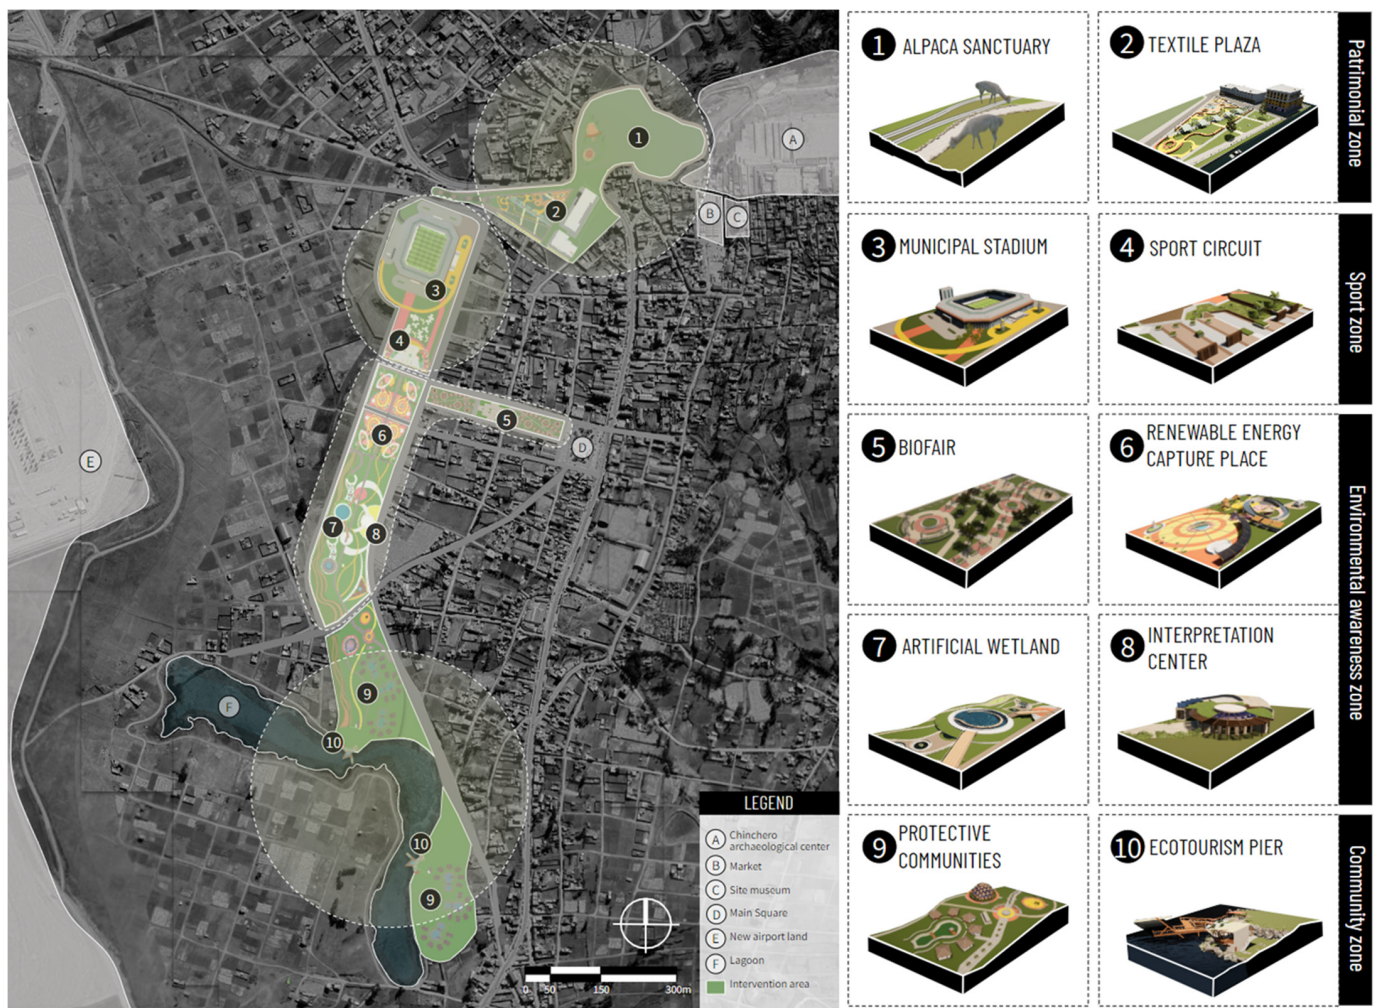 1
A
2
B
C
3
4
5
6
D
E
7
8
9
F
10
10
9
LEGEND
A Chinchero
archaeological center
B Market
C Site museum
D Main Square
E New airport land
F Lagoon
Intervention area
0 50 150 300m
1 ALPACA SANCTUARY
2 TEXTILE PLAZA
Patrimonial zone
3 MUNICIPAL STADIUM
4 SPORT CIRCUIT
Sport zone
5 BIOFAIR
6 RENEWABLE ENERGY
CAPTURE PLACE
7 ARTIFICIAL WETLAND
8 INTERPRETATION
CENTER
Environmental awareness zone
9 PROTECTIVE
COMMUNITIES
10 ECOTOURISM PIER
Community zone